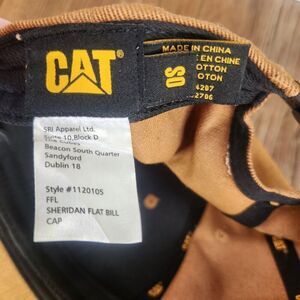 CAT
MADE IN CHINA
EN CHINE
COTTON
OTON
4207
2706
OS
SRI Apparel Ltd.
Suite 10, Block D
Beacon South Quarter
Sandyford
Dublin 18
Style #1120105
FFL
SHERIDAN FLAT BILL
CAP